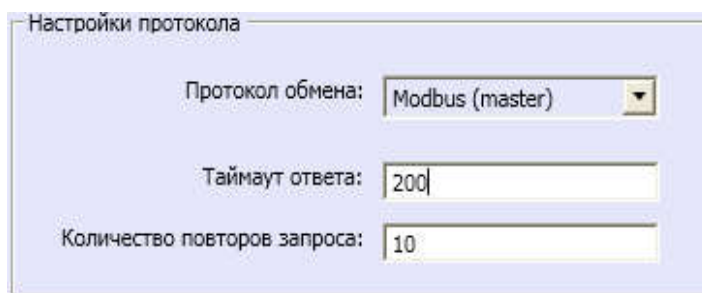 Настройки протокола
Протокол обмена: Modbus (master)
Таймаут ответа: 200
Количество повторов запроса: 10